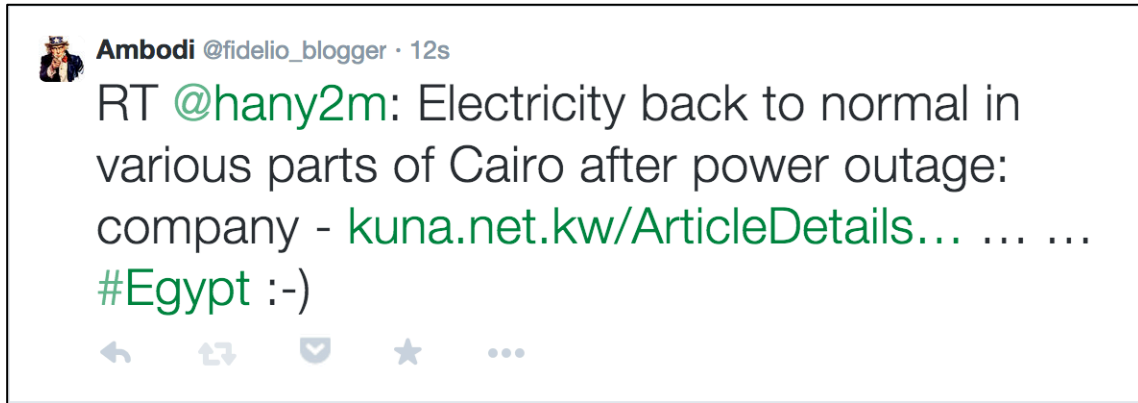 Ambodi @fidelio_blogger · 12s
RT @hany2m: Electricity back to normal in
various parts of Cairo after power outage:
company - kuna.net.kw/ArticleDetails… … …
#Egypt :-)